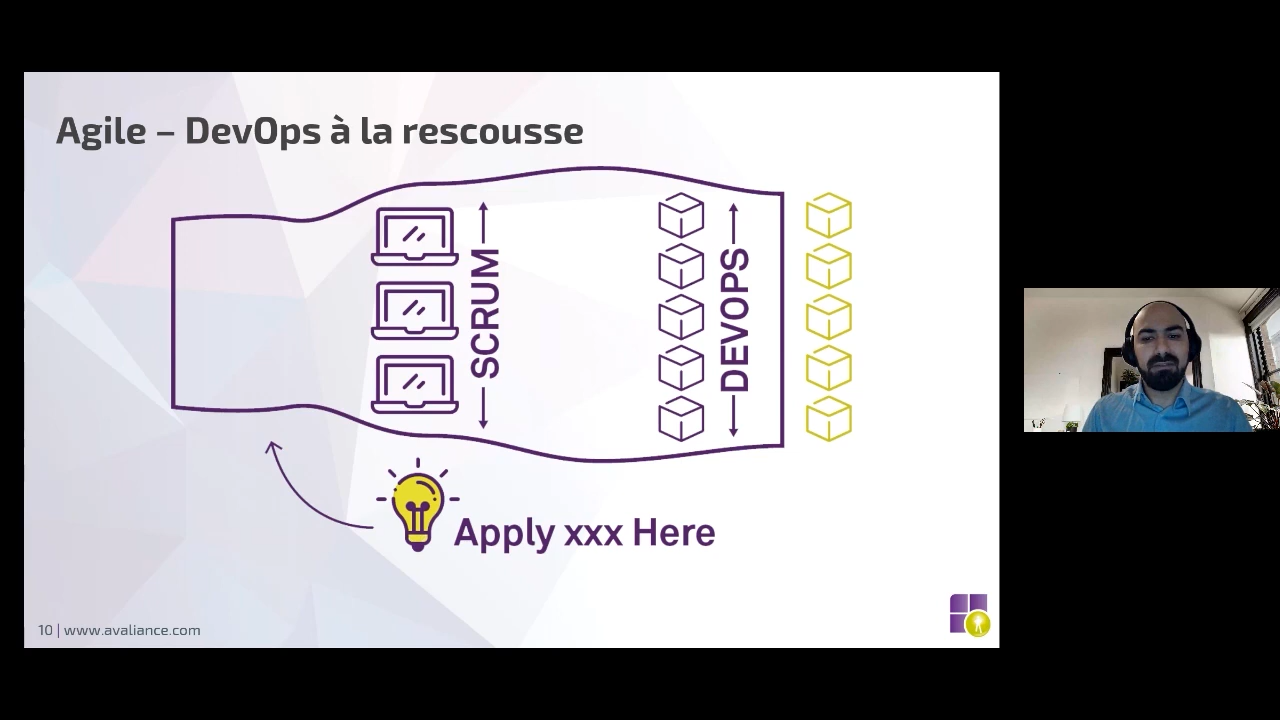 Agile – DevOps à la rescousse
SCRUM
DEVOPS
Apply xxx Here
10 | www.avaliance.com